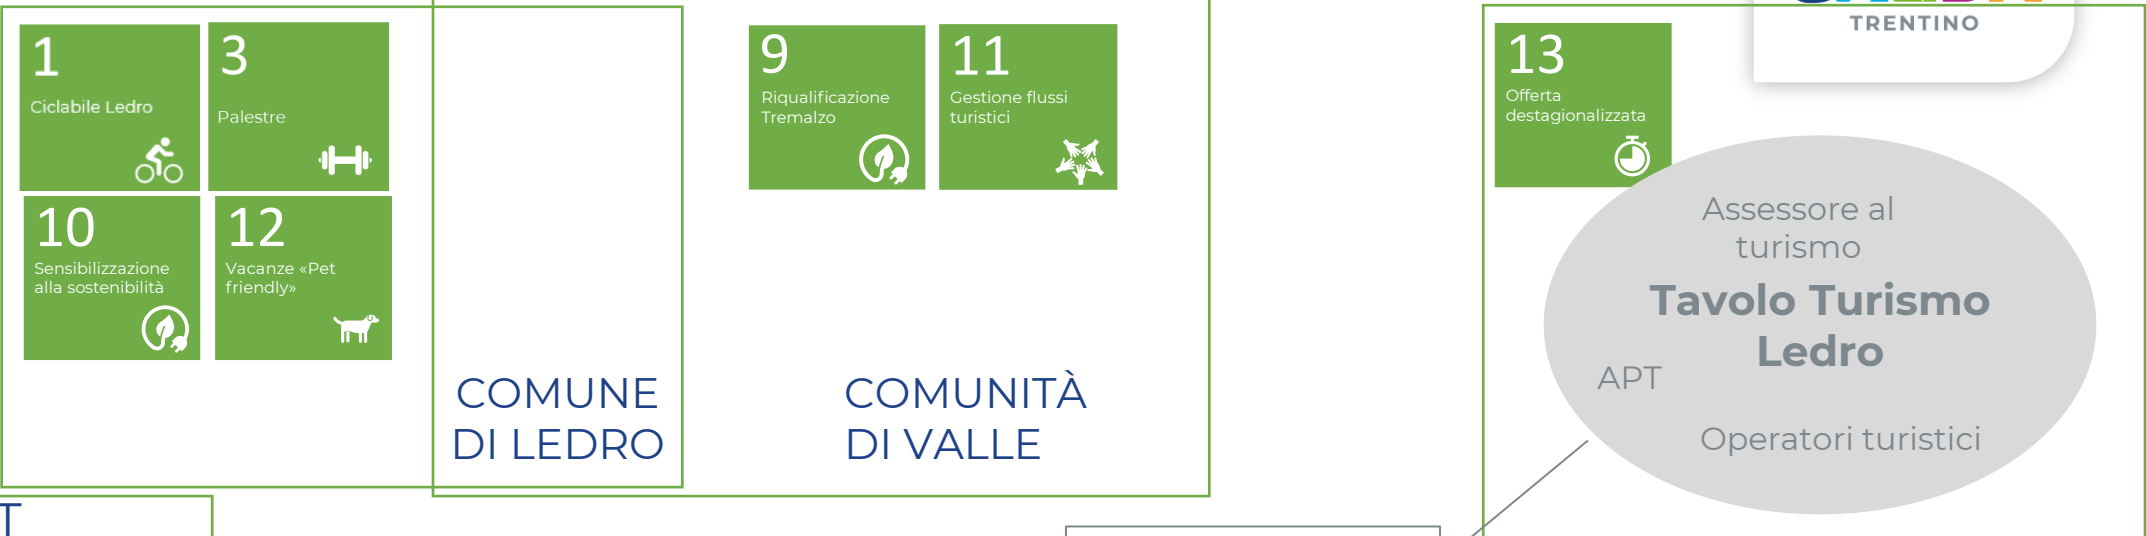 1
Ciclabile Ledro
3
Palestre
10
Sensibilizzazione
alla sostenibilità
12
Vacanze «Pet
friendly»
COMUNE
DI LEDRO
9
Riqualificazione
Tremalzo
11
Gestione flussi
turistici
COMUNITÀ
DI VALLE
13
Offerta
destagionalizzata
TRENTINO
Assessore al
turismo
Tavolo Turismo
Ledro
APT
Operatori turistici
T